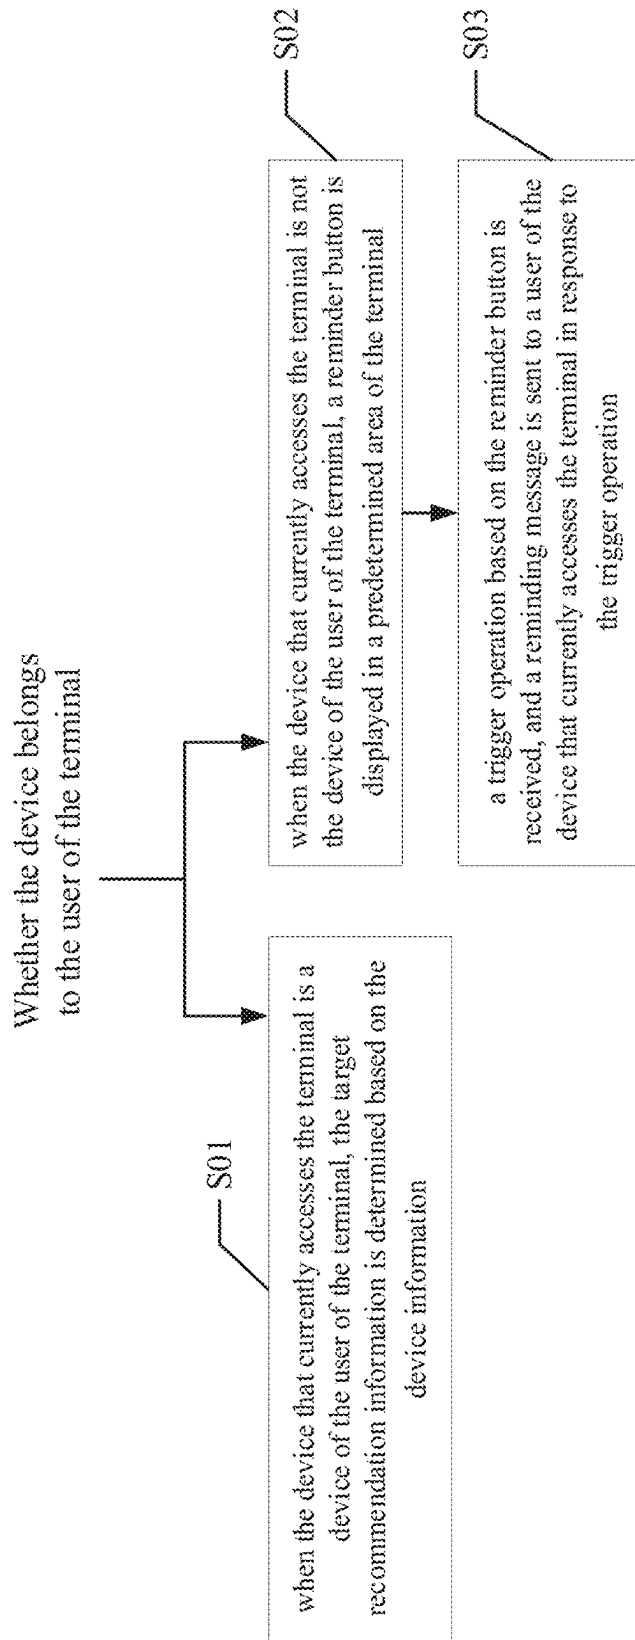 Whether the device belongs
to the user of the terminal
S01
when the device that currently accesses the terminal is a
device of the user of the terminal, the target
recommendation information is determined based on the
device information
S02
when the device that currently accesses the terminal is not
the device of the user of the terminal, a reminder button is
displayed in a predetermined area of the terminal
S03
a trigger operation based on the reminder button is
received, and a reminding message is sent to a user of the
device that currently accesses the terminal in response to
the trigger operation